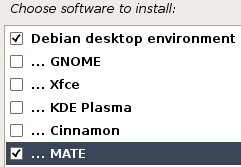 Choose software to install:
Debian desktop environment
... GNOME
... Xfce
... KDE Plasma
... Cinnamon
... MATE